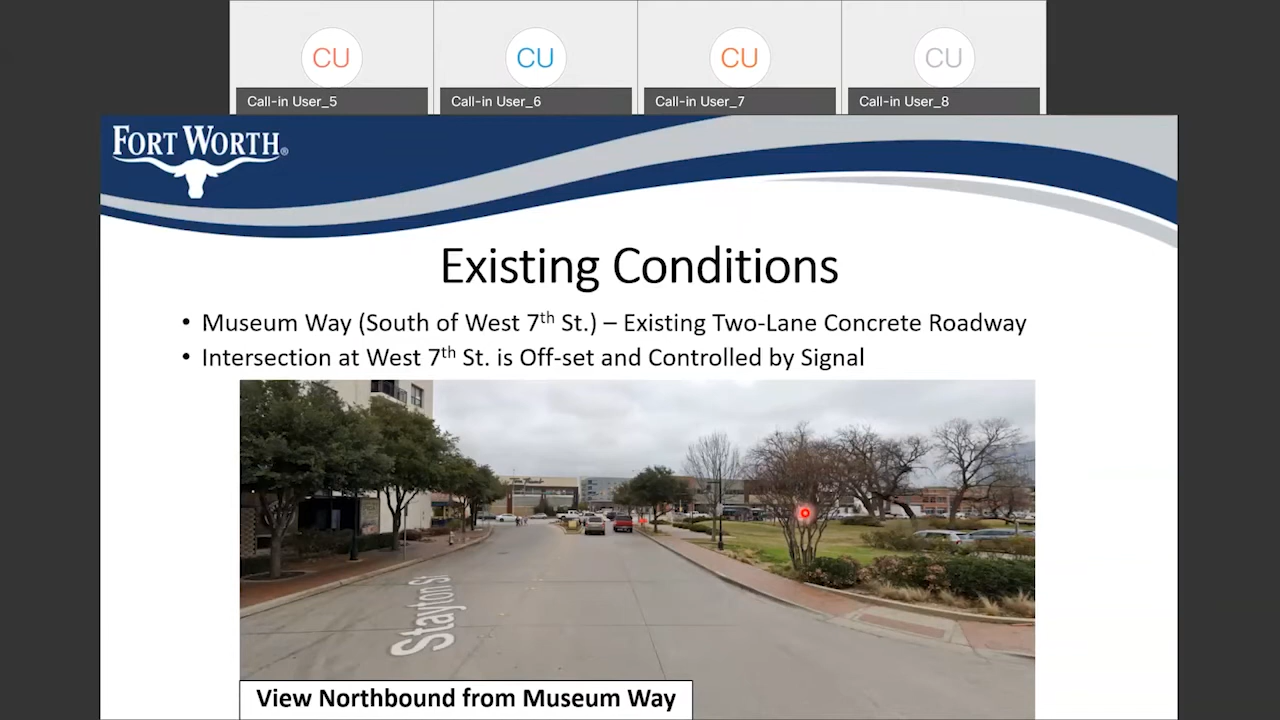 CU CU CU CU
Call-in User_5 Call-in User_6 Call-in User_7 Call-in User_8
FORT WORTH®
Existing Conditions
• Museum Way (South of West 7th St.) – Existing Two-Lane Concrete Roadway
• Intersection at West 7th St. is Off-set and Controlled by Signal
Stayton St
View Northbound from Museum Way